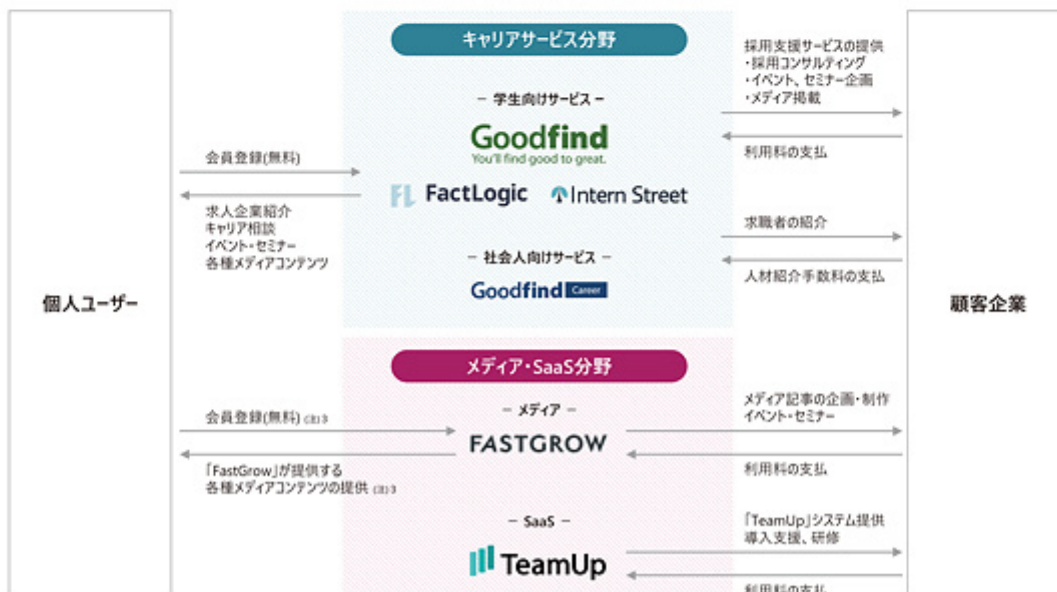 キャリアサービス分野
採用支援サービスの提供
・採用コンサルティング
・イベント、セミナー企画
・メディア掲載
― 学生向けサービス ―
Goodfind
You'll find good to great.
利用料の支払
会員登録(無料)
FL FactLogic
Intern Street
求人企業紹介
キャリア相談
イベント・セミナー
各種メディアコンテンツ
求職者の紹介
― 社会人向けサービス ―
人材紹介手数料の支払
Goodfind Career
個人ユーザー
顧客企業
メディア・SaaS分野
― メディア ―
メディア記事の企画・制作
イベント・セミナー
会員登録(無料) (注)3
FASTGROW
「FastGrow」が提供する
各種メディアコンテンツの提供 (注)3
利用料の支払
― SaaS ―
「TeamUp」システム提供
導入支援、研修
TeamUp
利用料の支払